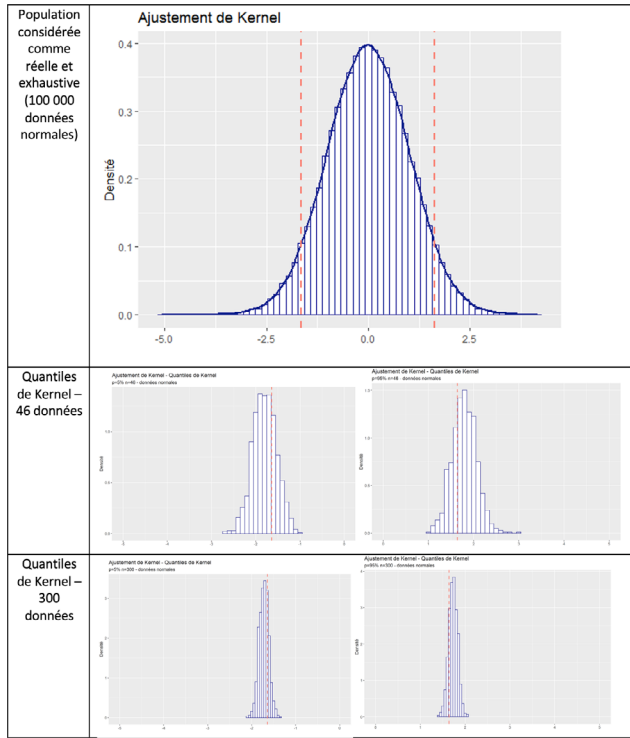 Population
considérée
comme
réelle et
exhaustive
(100 000
données
normales)
Ajustement de Kernel
Densité
0.4
0.3
0.2
0.1
0.0
-5.0
-2.5
0.0
2.5
Quantiles
de Kernel –
46 données
Ajustement de Kernel - Quantiles de Kernel
p=5% n=46 - données normales
Densité
Ajustement de Kernel - Quantiles de Kernel
p=95% n=46 - données normales
Densité
Quantiles
de Kernel –
300
données
Ajustement de Kernel - Quantiles de Kernel
p=5% n=300 - données normales
Densité
Ajustement de Kernel - Quantiles de Kernel
p=95% n=300 - données normales
Densité